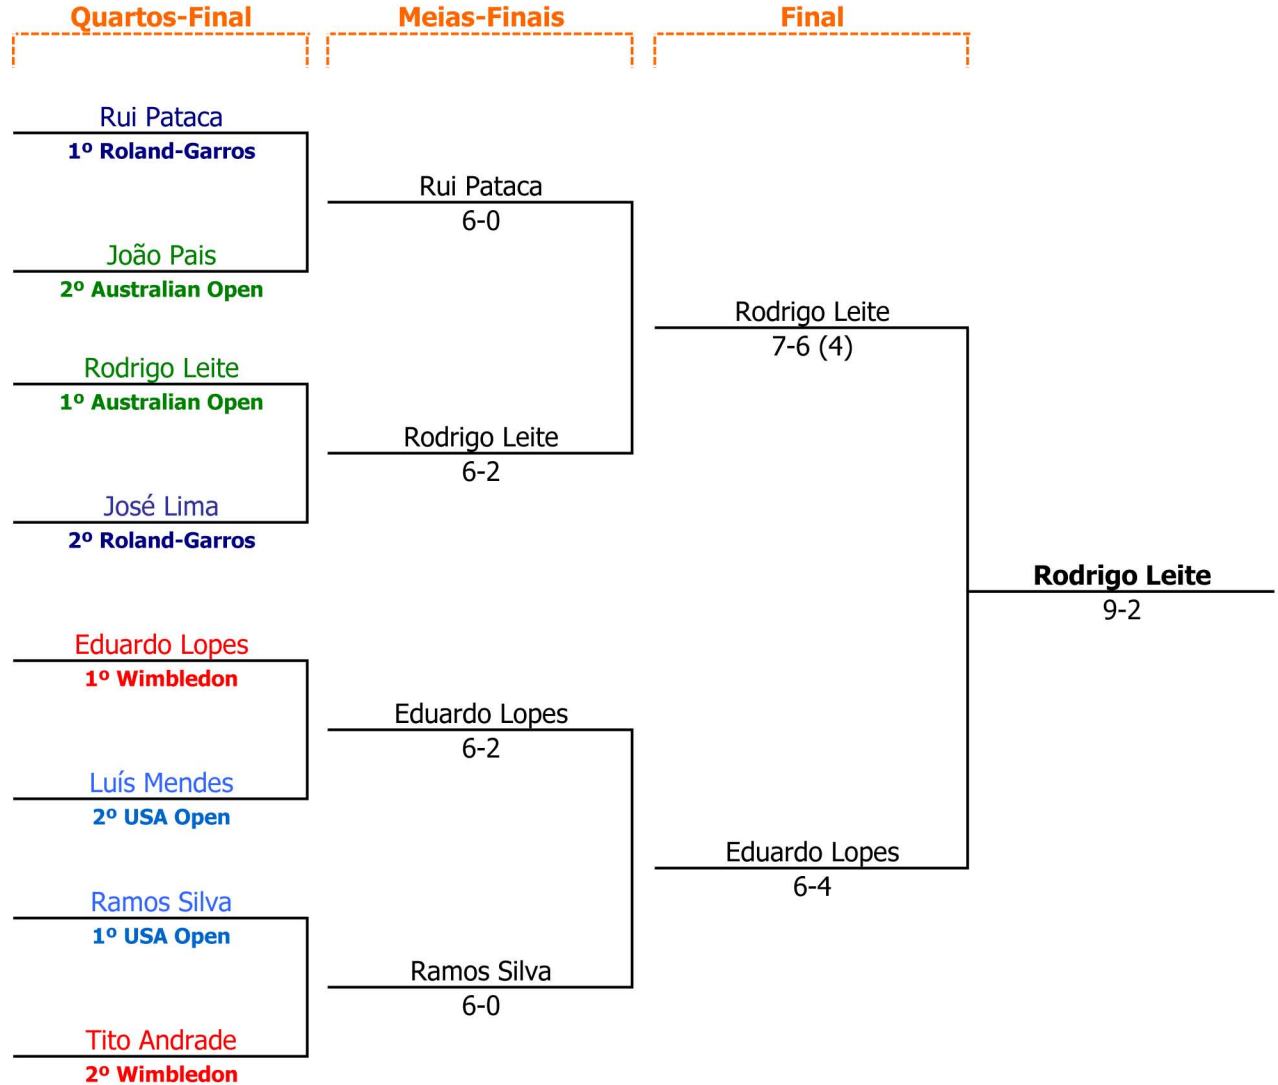 Quartos-Final
Meias-Finais
Final
Rui Pataca
1º Roland-Garros
João Pais
2º Australian Open
Rodrigo Leite
1º Australian Open
José Lima
2º Roland-Garros
Eduardo Lopes
1º Wimbledon
Luís Mendes
2º USA Open
Ramos Silva
1º USA Open
Tito Andrade
2º Wimbledon
Rui Pataca
6-0
Rodrigo Leite
6-2
Eduardo Lopes
6-2
Ramos Silva
6-0
Rodrigo Leite
7-6 (4)
Eduardo Lopes
6-4
Rodrigo Leite
9-2